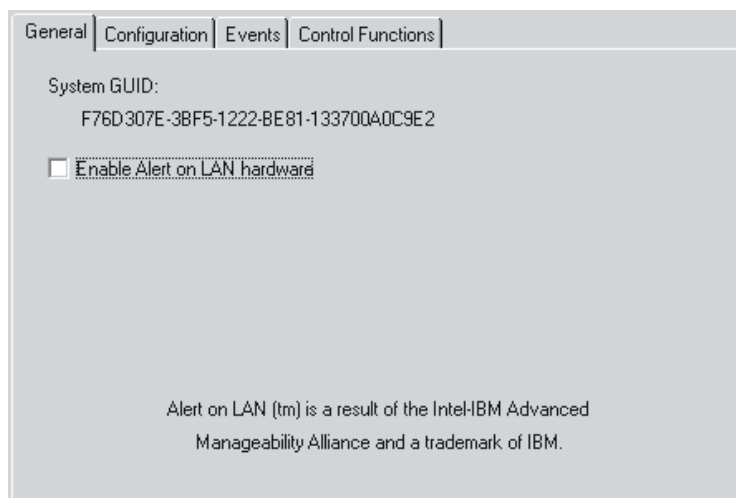 General Configuration Events Control Functions
System GUID:
F76D307E-3BF5-1222-BE81-133700A0C9E2
Enable Alert on LAN hardware
Alert on LAN (tm) is a result of the Intel-IBM Advanced
Manageability Alliance and a trademark of IBM.